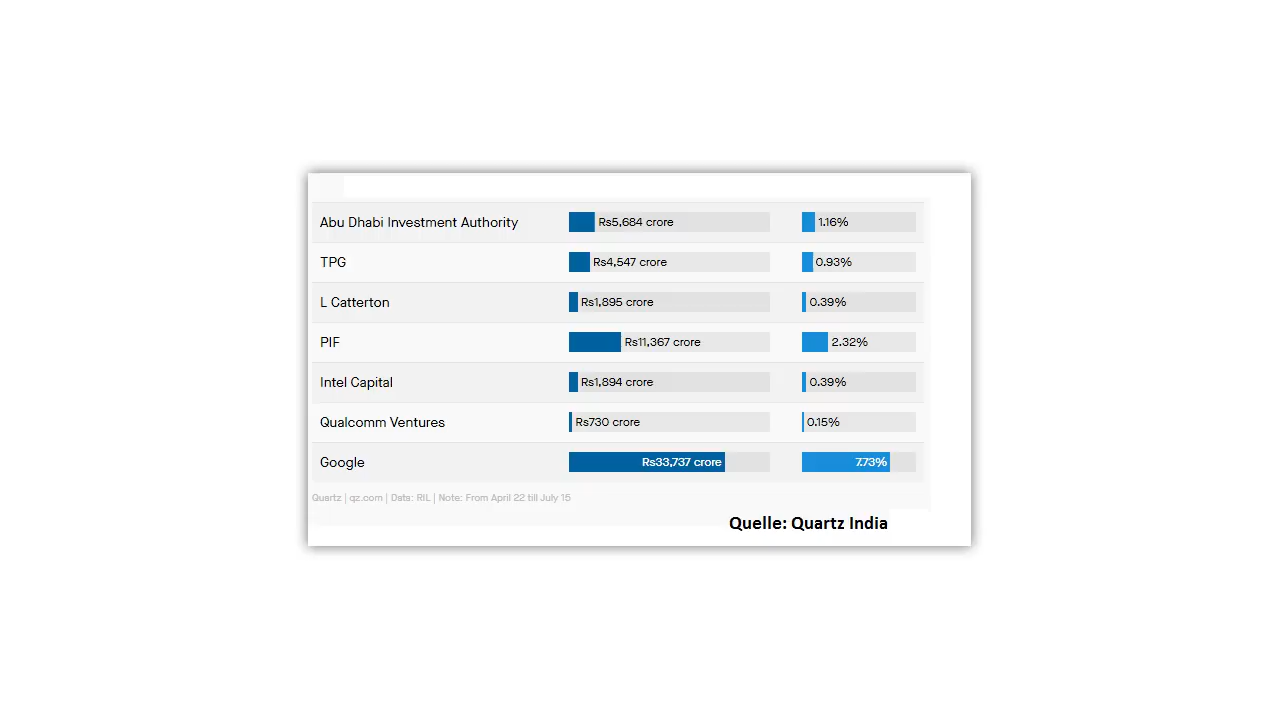 Abu Dhabi Investment Authority Rs5,684 crore 1.16%
TPG Rs4,547 crore 0.93%
L Catterton Rs1,895 crore 0.39%
PIF Rs11,367 crore 2.32%
Intel Capital Rs1,894 crore 0.39%
Qualcomm Ventures Rs730 crore 0.15%
Google Rs33,737 crore 7.73%
Quartz | qz.com | Data: RIL | Note: From April 22 till July 15
Quelle: Quartz India